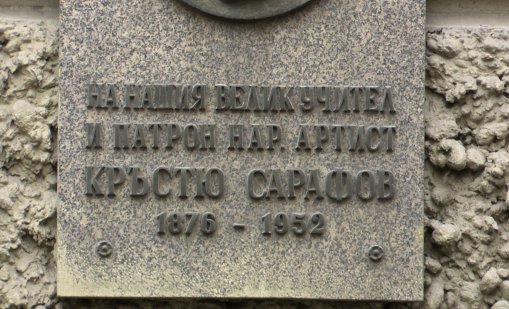 НА НАШИЯ ВЕЛИК УЧИТЕЛ
И ПАТРОН НАР. АРТИСТ
КРЪСТЮ САРАФОВ
1876 - 1952